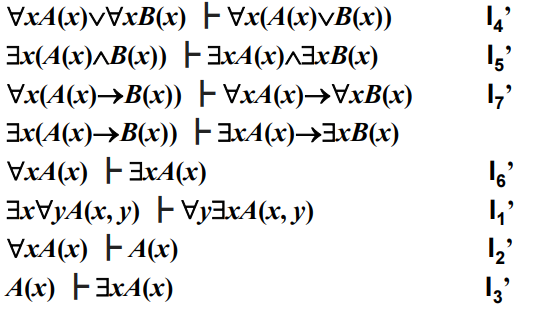 ∀xA(x)∨∀xB(x) ├ ∀x(A(x)∨B(x)) I₄’
∃x(A(x)∧B(x)) ├ ∃xA(x)∧∃xB(x) I₅’
∀x(A(x)→B(x)) ├ ∀xA(x)→∀xB(x) I₇’
∃x(A(x)→B(x)) ├ ∃xA(x)→∃xB(x)
∀xA(x) ├ ∃xA(x) I₆’
∃x∀yA(x, y) ├ ∀y∃xA(x, y) I₁’
∀xA(x) ├ A(x) I₂’
A(x) ├ ∃xA(x) I₃’